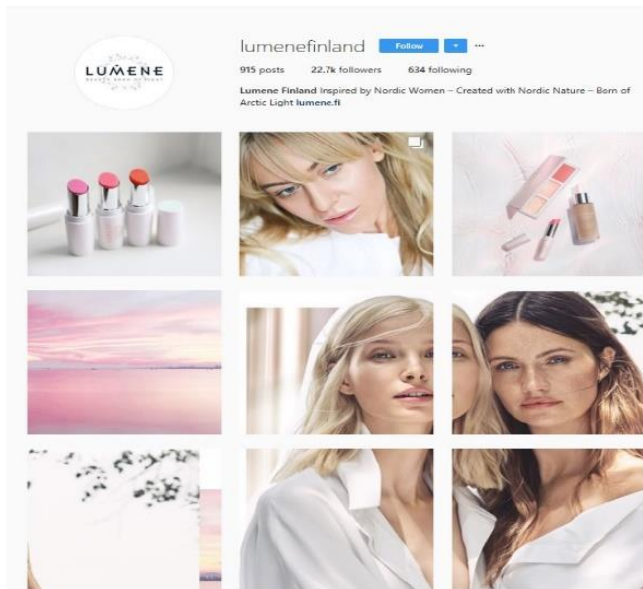 LUMENE
lumenefinland Follow
915 posts 22.7k followers 634 following
Lumene Finland Inspired by Nordic Women – Created with Nordic Nature – Born of
Arctic Light lumene.fi